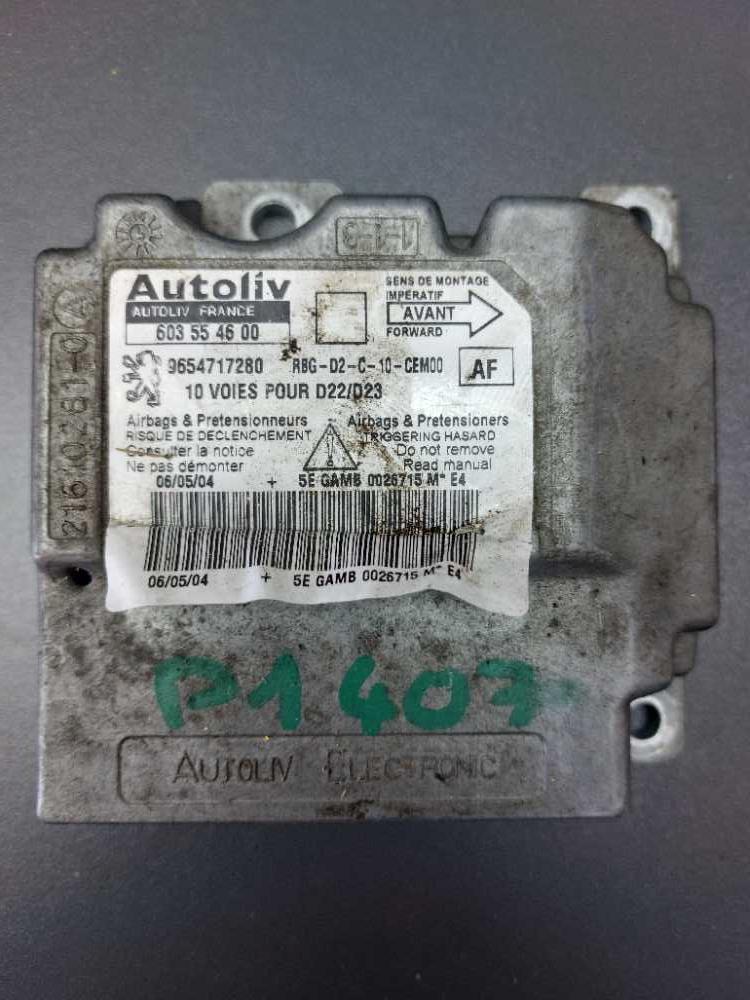 Autoliv
AUTOLIV FRANCE
603 55 46 00
SENS DE MONTAGE
IMPERATIF
AVANT
FORWARD
9654717280 RBG-D2-C-10-CEM00 AF
10 VOIES POUR D22/D23
Airbags & Pretensionneurs
RISQUE DE DECLENCHEMENT
Consulter la notice
Ne pas démonter
Airbags & Pretensioners
TRIGGERING HASARD
Do not remove
Read manual
06/05/04 + 5E GAMB 0026715 M* E4
06/05/04 + 5E GAMB 0026715 M* E4
A
P1 407
AUTOLIV ELECTRONIC